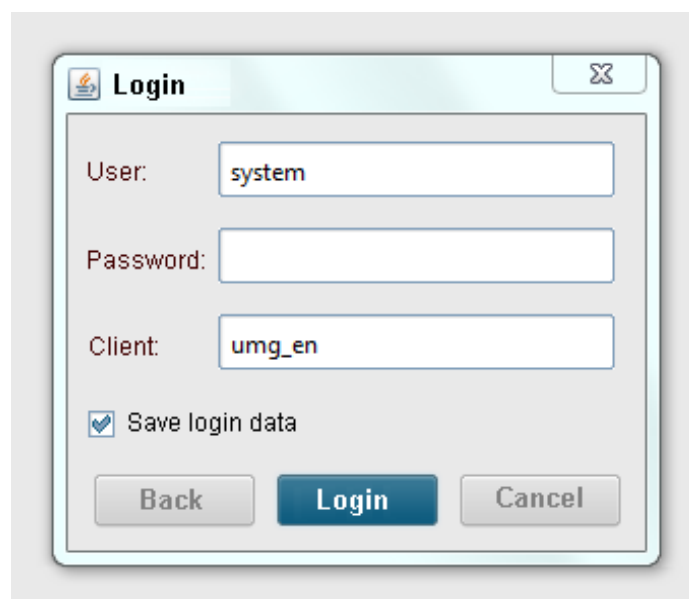 Login
User: system
Password:
Client: umg_en
Save login data
Back Login Cancel